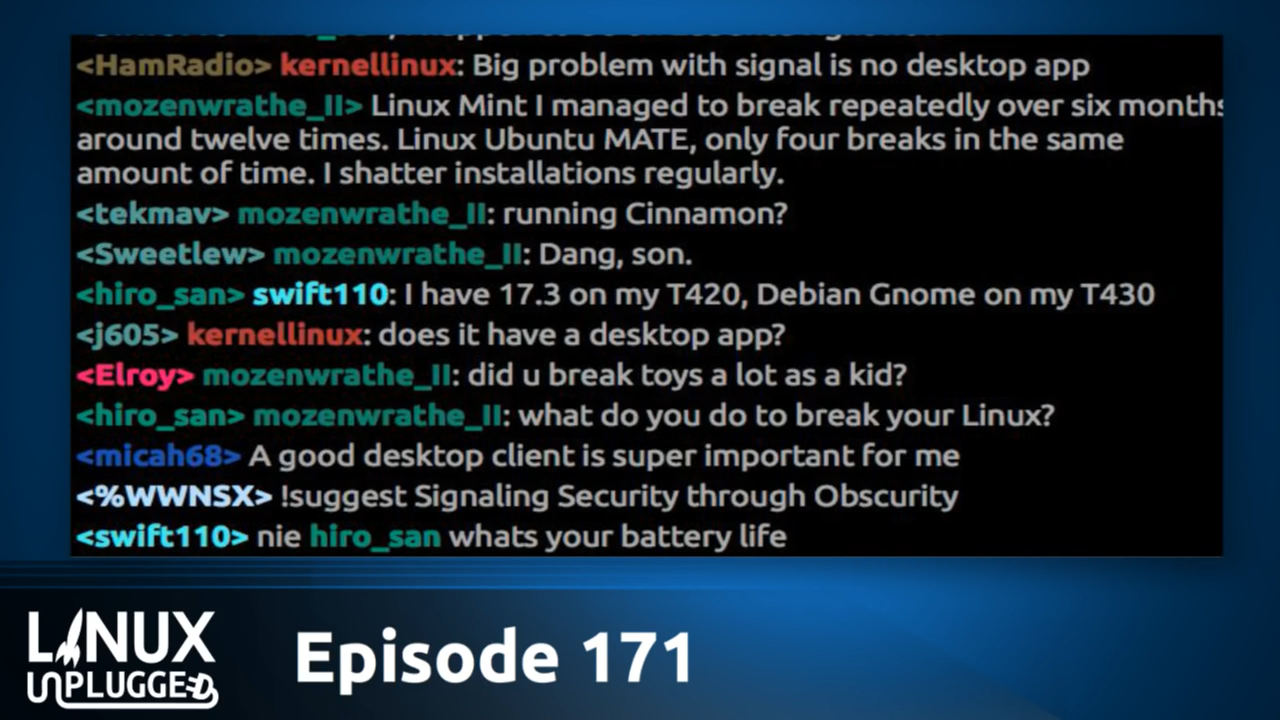 <HamRadio> kernellinux: Big problem with signal is no desktop app
<mozenwrathe_II> Linux Mint I managed to break repeatedly over six months
around twelve times. Linux Ubuntu MATE, only four breaks in the same
amount of time. I shatter installations regularly.
<tekmav> mozenwrathe_II: running Cinnamon?
<Sweetlew> mozenwrathe_II: Dang, son.
<hiro_san> swift110: I have 17.3 on my T420, Debian Gnome on my T430
<j605> kernellinux: does it have a desktop app?
<Elroy> mozenwrathe_II: did u break toys a lot as a kid?
<hiro_san> mozenwrathe_II: what do you do to break your Linux?
<micah68> A good desktop client is super important for me
<%WWNSX> !suggest Signaling Security through Obscurity
<swift110> nie hiro_san whats your battery life
LINUX
UNPLUGGED
Episode 171